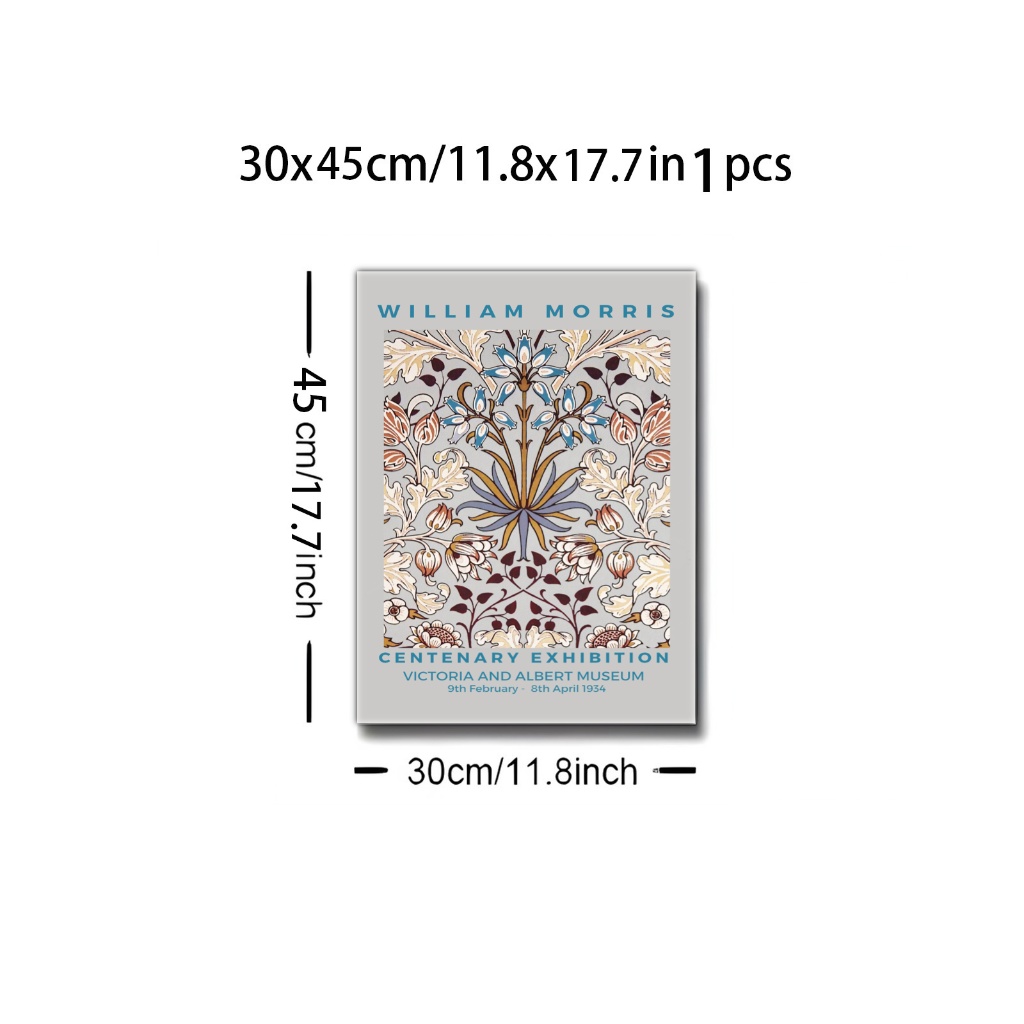 30x45cm/11.8x17.7in 1 pcs
45 cm/17.7inch
WILLIAM MORRIS
CENTENARY EXHIBITION
VICTORIA AND ALBERT MUSEUM
9th February - 8th April 1934
30cm/11.8inch